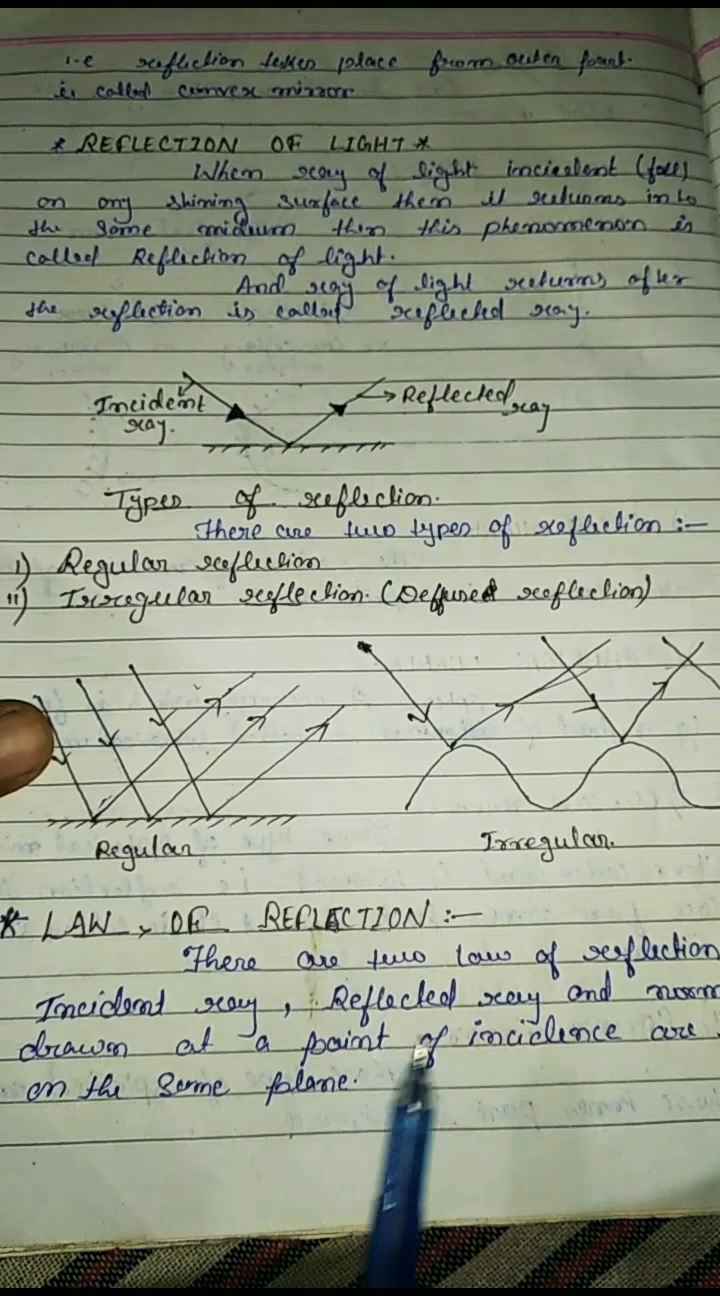 i.e reflection takes place from outer point.
is called convex mirror
* REFLECTION OF LIGHT *
When ray of light incident (fall)
on any shining surface then it returns into
the same midium then this phenomenon is
called Reflection of light.
And ray of light returns after
the reflection is called reflected ray.
Incident ray.
Reflected ray
Types of reflection.
There are two types of reflection :-
i) Regular reflection
ii) Irregular reflection. (Deffused reflection)
Regular
Irregular.
* LAW, OF REFLECTION :-
There are two law of reflection
Incident ray, Reflected ray and norm
drawn at a point of incidence are
on the same plane.